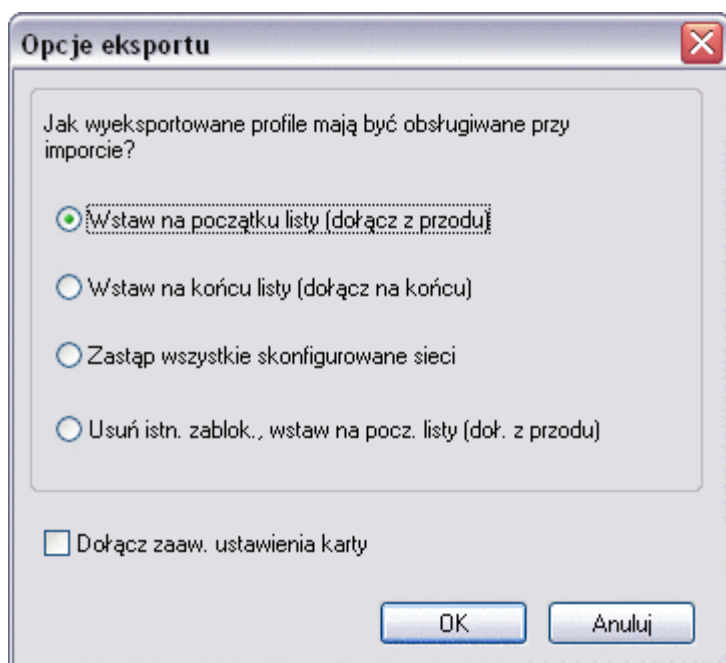 Opcje eksportu
Jak wyeksportowane profile mają być obsługiwane przy
imporcie?
Wstaw na początku listy (dołącz z przodu)
Wstaw na końcu listy (dołącz na końcu)
Zastąp wszystkie skonfigurowane sieci
Usuń istn. zablok., wstaw na pocz. listy (doł. z przodu)
Dołącz zaaw. ustawienia karty
OK
Anuluj